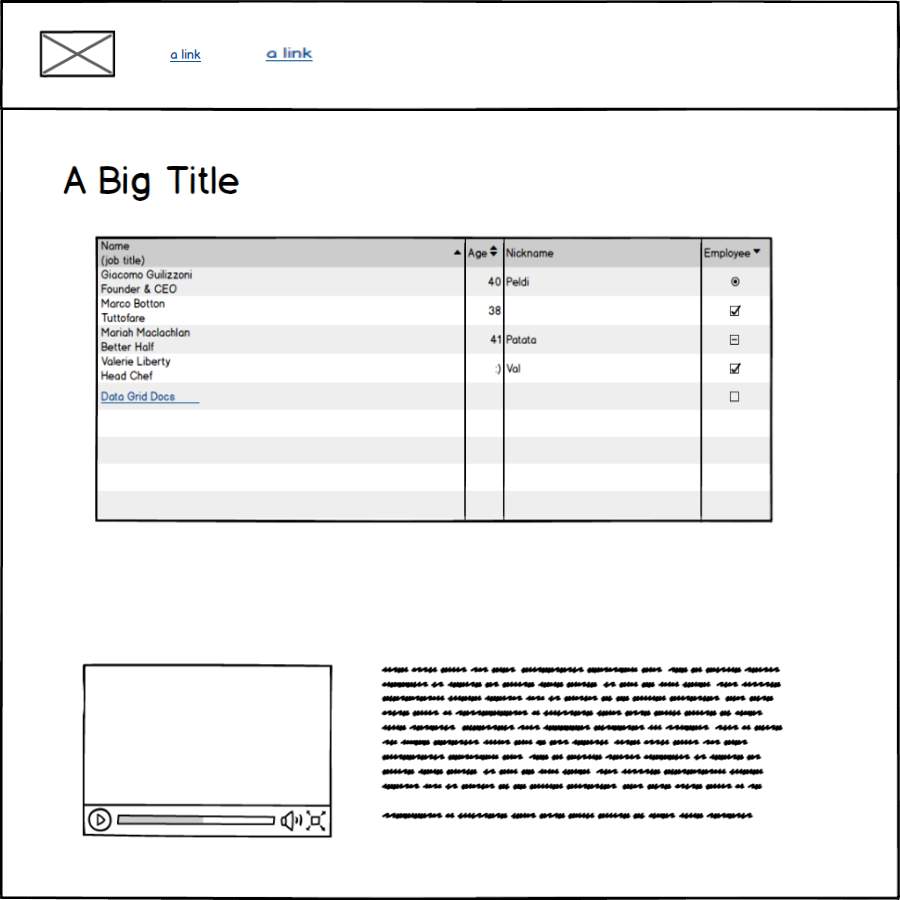 a link
a link
A Big Title
Name
(job title)
Age
Nickname
Employee
Giacomo Guilizzoni
Founder & CEO
40
Peldi
Marco Botton
Tuttofare
38
Mariah Maclachlan
Better Half
41
Patata
Valerie Liberty
Head Chef
:)
Val
Data Grid Docs